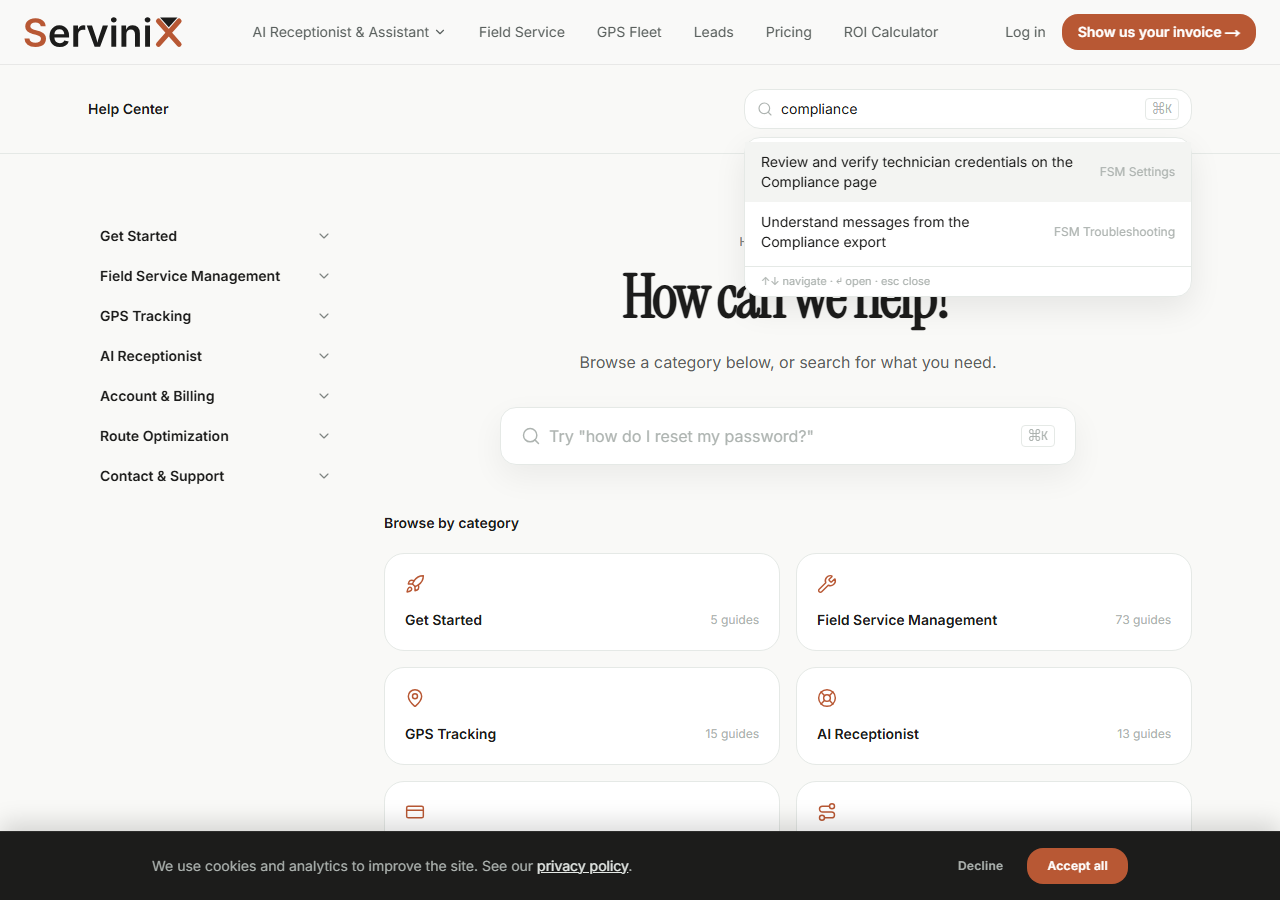 ServiniX
AI Receptionist & Assistant
Field Service
GPS Fleet
Leads
Pricing
ROI Calculator
Log in
Show us your invoice →
Help Center
compliance
⌘K
Review and verify technician credentials on the
Compliance page
FSM Settings
Understand messages from the
Compliance export
FSM Troubleshooting
↑↓ navigate · ↵ open · esc close
Get Started
Field Service Management
GPS Tracking
AI Receptionist
Account & Billing
Route Optimization
Contact & Support
How can we help?
Browse a category below, or search for what you need.
Try "how do I reset my password?"
⌘K
Browse by category
Get Started
5 guides
Field Service Management
73 guides
GPS Tracking
15 guides
AI Receptionist
13 guides
We use cookies and analytics to improve the site. See our privacy policy.
Decline
Accept all